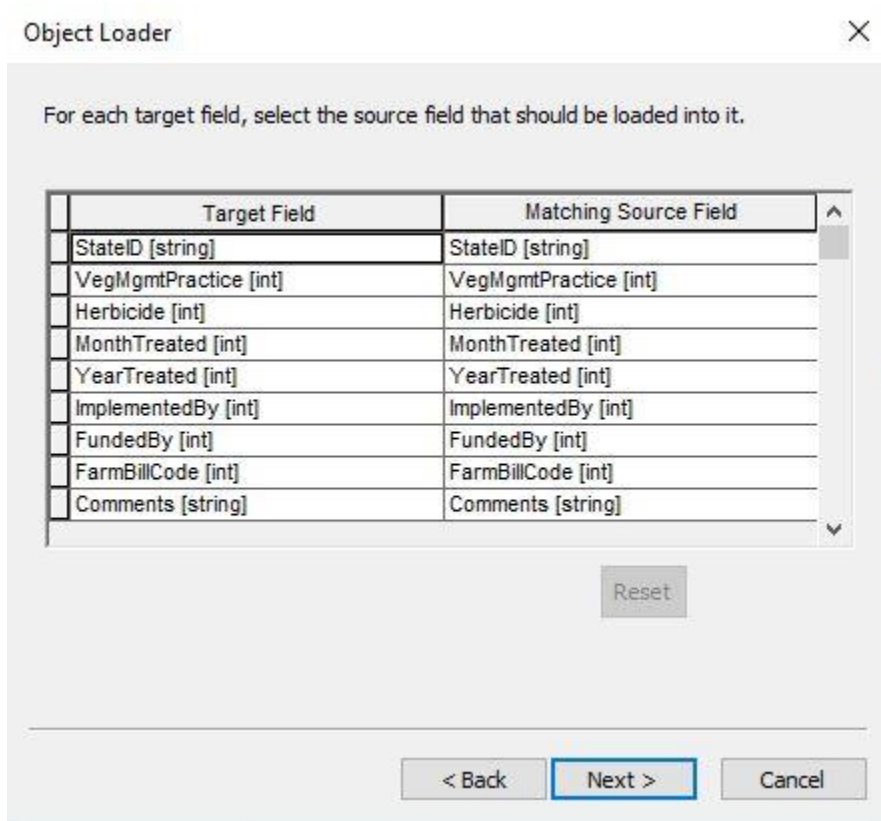 Object Loader
For each target field, select the source field that should be loaded into it.
Target Field Matching Source Field
StateID [string] StateID [string]
VegMgmtPractice [int] VegMgmtPractice [int]
Herbicide [int] Herbicide [int]
MonthTreated [int] MonthTreated [int]
YearTreated [int] YearTreated [int]
ImplementedBy [int] ImplementedBy [int]
FundedBy [int] FundedBy [int]
FarmBillCode [int] FarmBillCode [int]
Comments [string] Comments [string]
Reset
< Back Next > Cancel